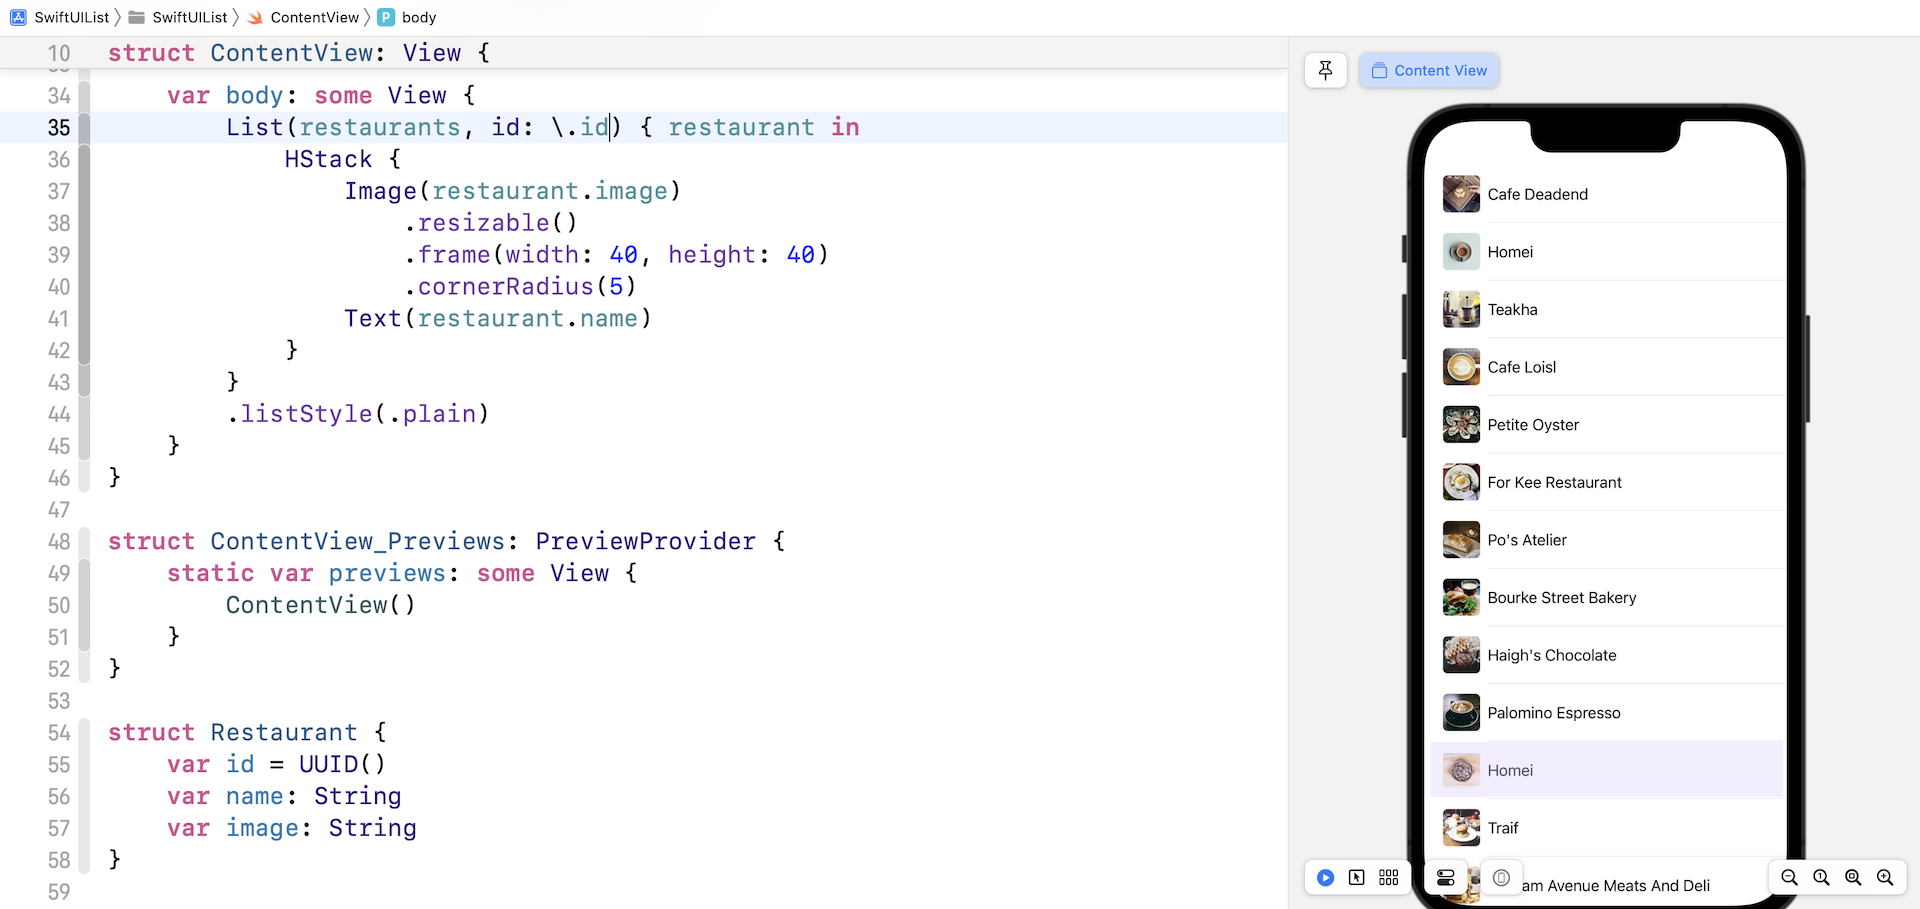 SwiftUIList SwiftUIList ContentView P body
10 struct ContentView: View {
34 var body: some View {
35 List(restaurants, id: \.id) { restaurant in
36 HStack {
37 Image(restaurant.image)
38 .resizable()
39 .frame(width: 40, height: 40)
40 .cornerRadius(5)
41 Text(restaurant.name)
42 }
43 }
44 .listStyle(.plain)
45 }
46 }
47
48 struct ContentView_Previews: PreviewProvider {
49 static var previews: some View {
50 ContentView()
51 }
52 }
53
54 struct Restaurant {
55 var id = UUID()
56 var name: String
57 var image: String
58 }
59
Content View
Cafe Deadend
Homei
Teakha
Cafe Loisl
Petite Oyster
For Kee Restaurant
Po's Atelier
Bourke Street Bakery
Haigh's Chocolate
Palomino Espresso
Homei
Traif
am Avenue Meats And Deli